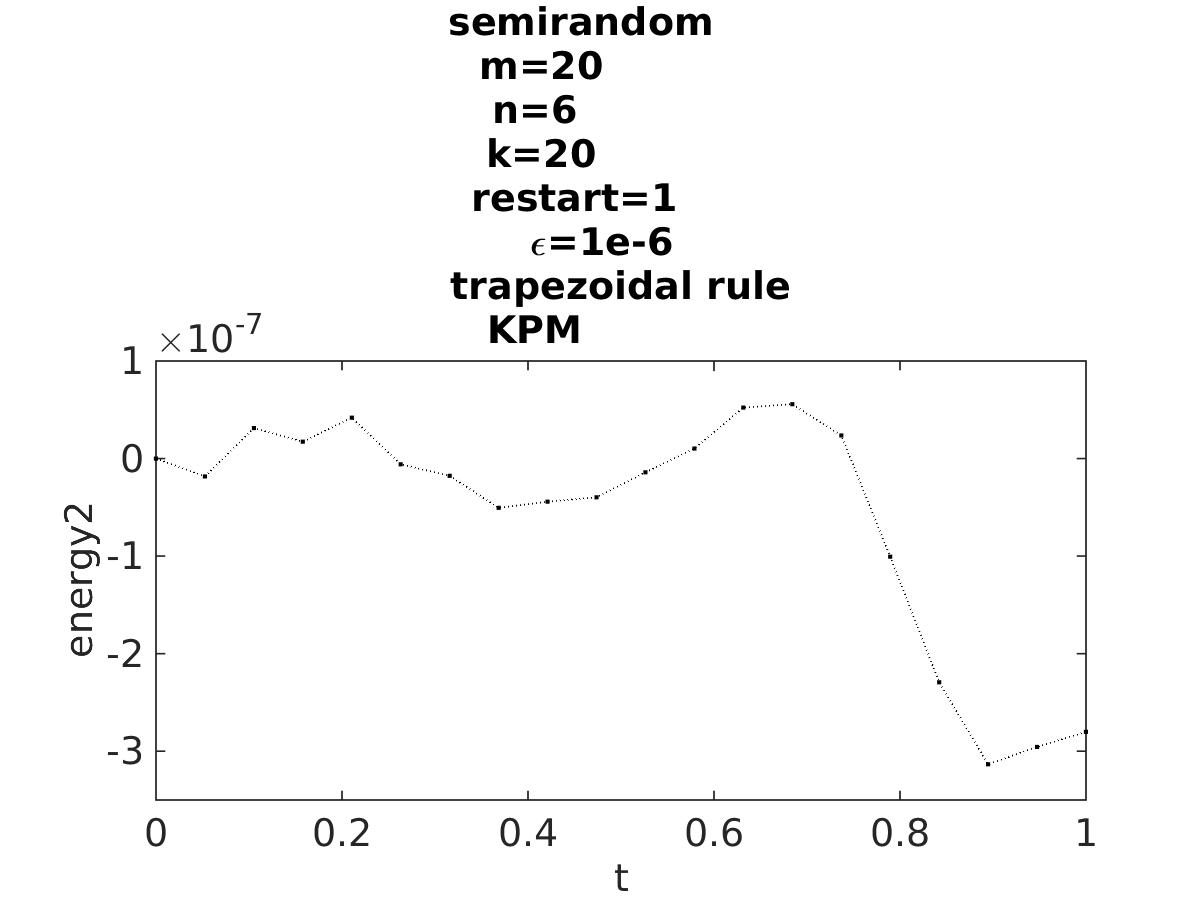 semirandom
m=20
n=6
k=20
restart=1
ϵ=1e-6
trapezoidal rule
KPM
×10-7
1
0
-1
-2
-3
energy2
0 0.2 0.4 0.6 0.8 1
t